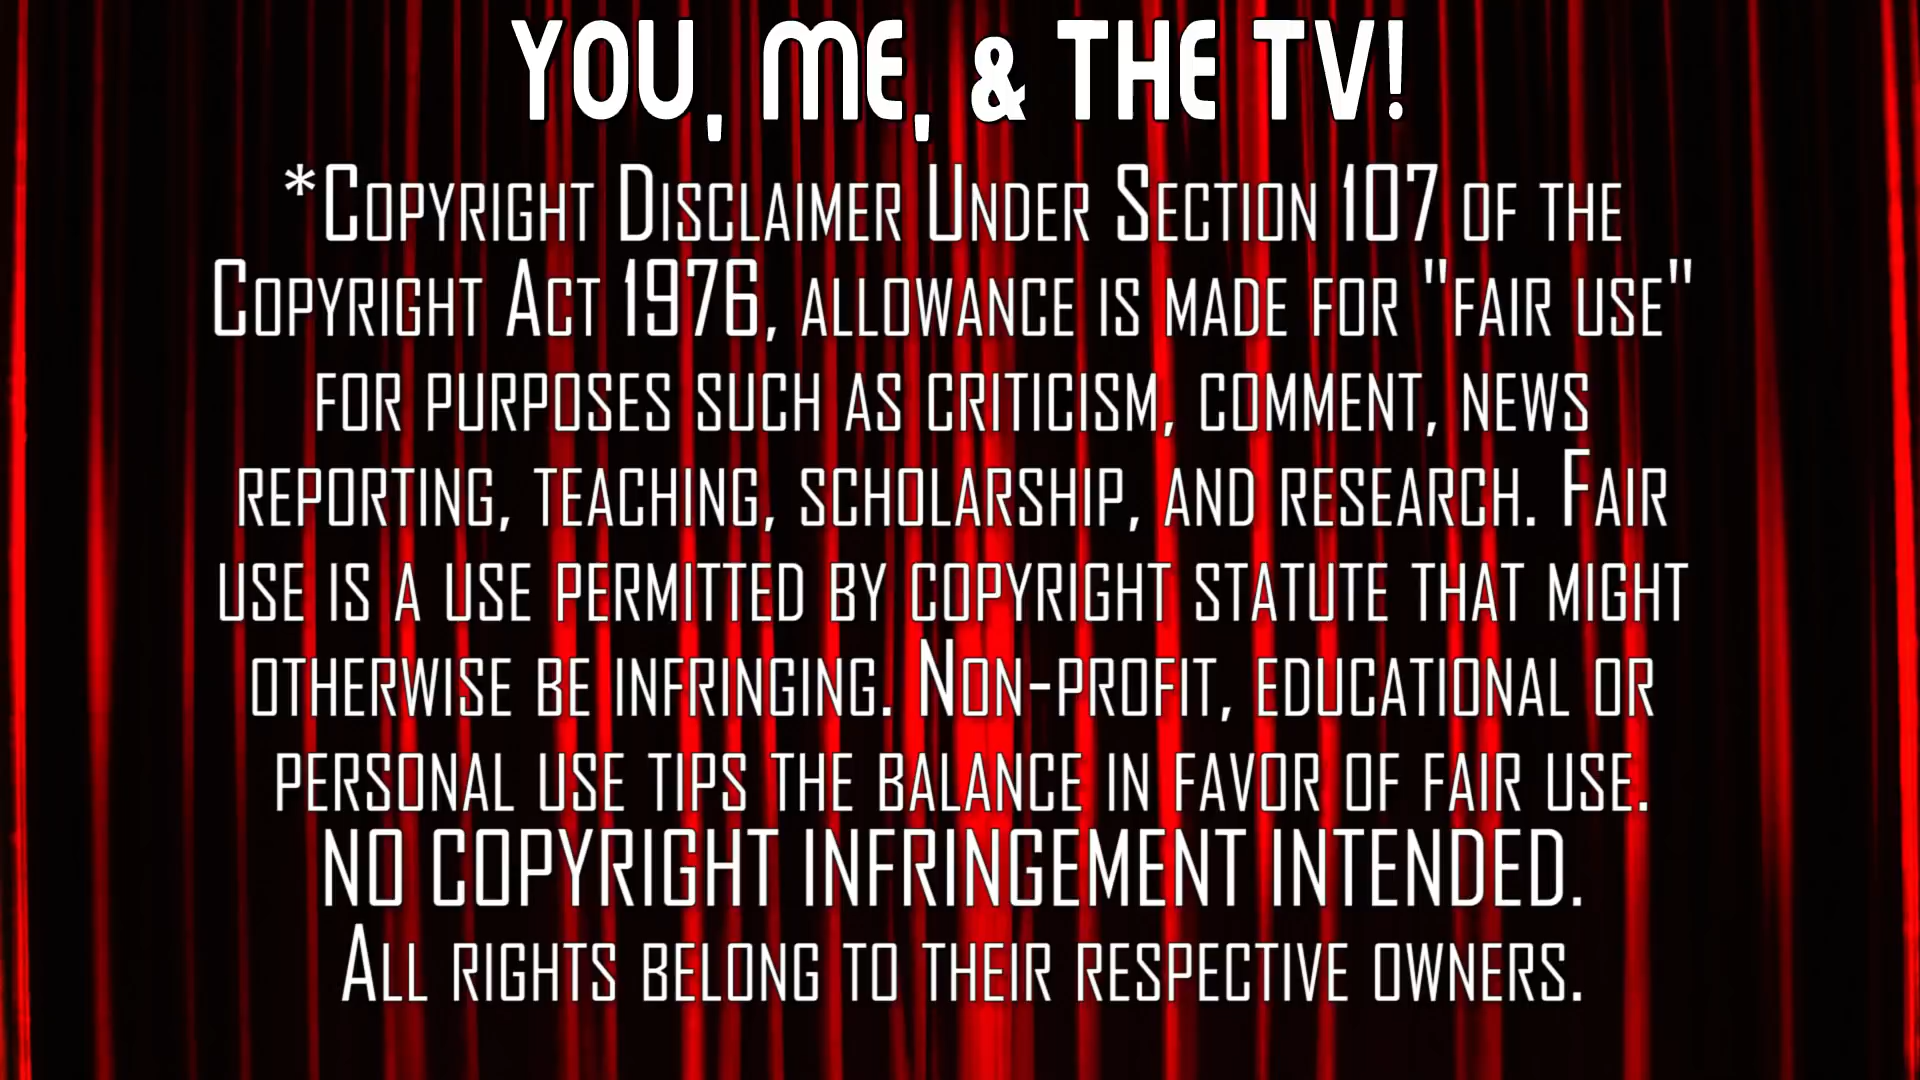 YOU, ME, & THE TV!
*Copyright Disclaimer Under Section 107 of the
Copyright Act 1976, allowance is made for "fair use"
for purposes such as criticism, comment, news
reporting, teaching, scholarship, and research. Fair
use is a use permitted by copyright statute that might
otherwise be infringing. Non-profit, educational or
personal use tips the balance in favor of fair use.
NO COPYRIGHT INFRINGEMENT INTENDED.
All rights belong to their respective owners.